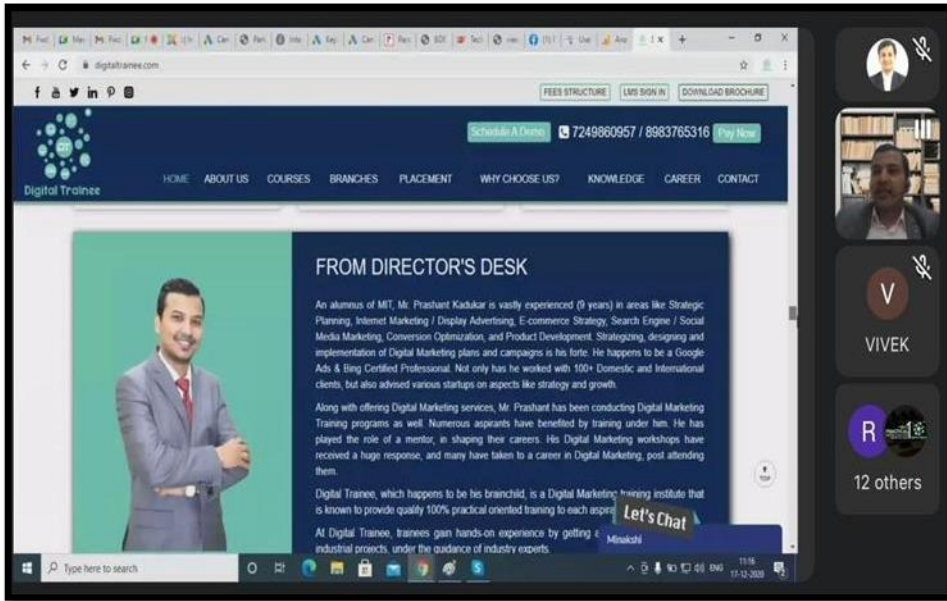 digitaltrainee.com
FEES STRUCTURE LMS SIGN IN DOWNLOAD BROCHURE
Schedule A Demo 7249860957 / 8983765316 Pay Now
DT
Digital Trainee
HOME ABOUT US COURSES BRANCHES PLACEMENT WHY CHOOSE US? KNOWLEDGE CAREER CONTACT
FROM DIRECTOR'S DESK
An alumnus of MIT, Mr. Prashant Kadukar is vastly experienced (9 years) in areas like Strategic
Planning, Internet Marketing / Display Advertising, E-commerce Strategy, Search Engine / Social
Media Marketing, Conversion Optimization, and Product Development. Strategizing, designing and
implementation of Digital Marketing plans and campaigns is his forte. He happens to be a Google
Ads & Bing Certified Professional. Not only has he worked with 100+ Domestic and International
clients, but also advised various startups on aspects like strategy and growth.
Along with offering Digital Marketing services, Mr. Prashant has been conducting Digital Marketing
Training programs as well. Numerous aspirants have benefited by training under him. He has
played the role of a mentor, in shaping their careers. His Digital Marketing workshops have
received a huge response, and many have taken to a career in Digital Marketing, post attending
them.
Digital Trainee, which happens to be his brainchild, is a Digital Marketing training institute that
is known to provide quality 100% practical oriented training to each
At Digital Trainee, trainees gain hands-on experience by getting
industrial projects, under the guidance of industry experts.
TOP
Let's Chat
Minakshi
Type here to search
ENG
11:16
17-12-2020
V
VIVEK
R
12 others